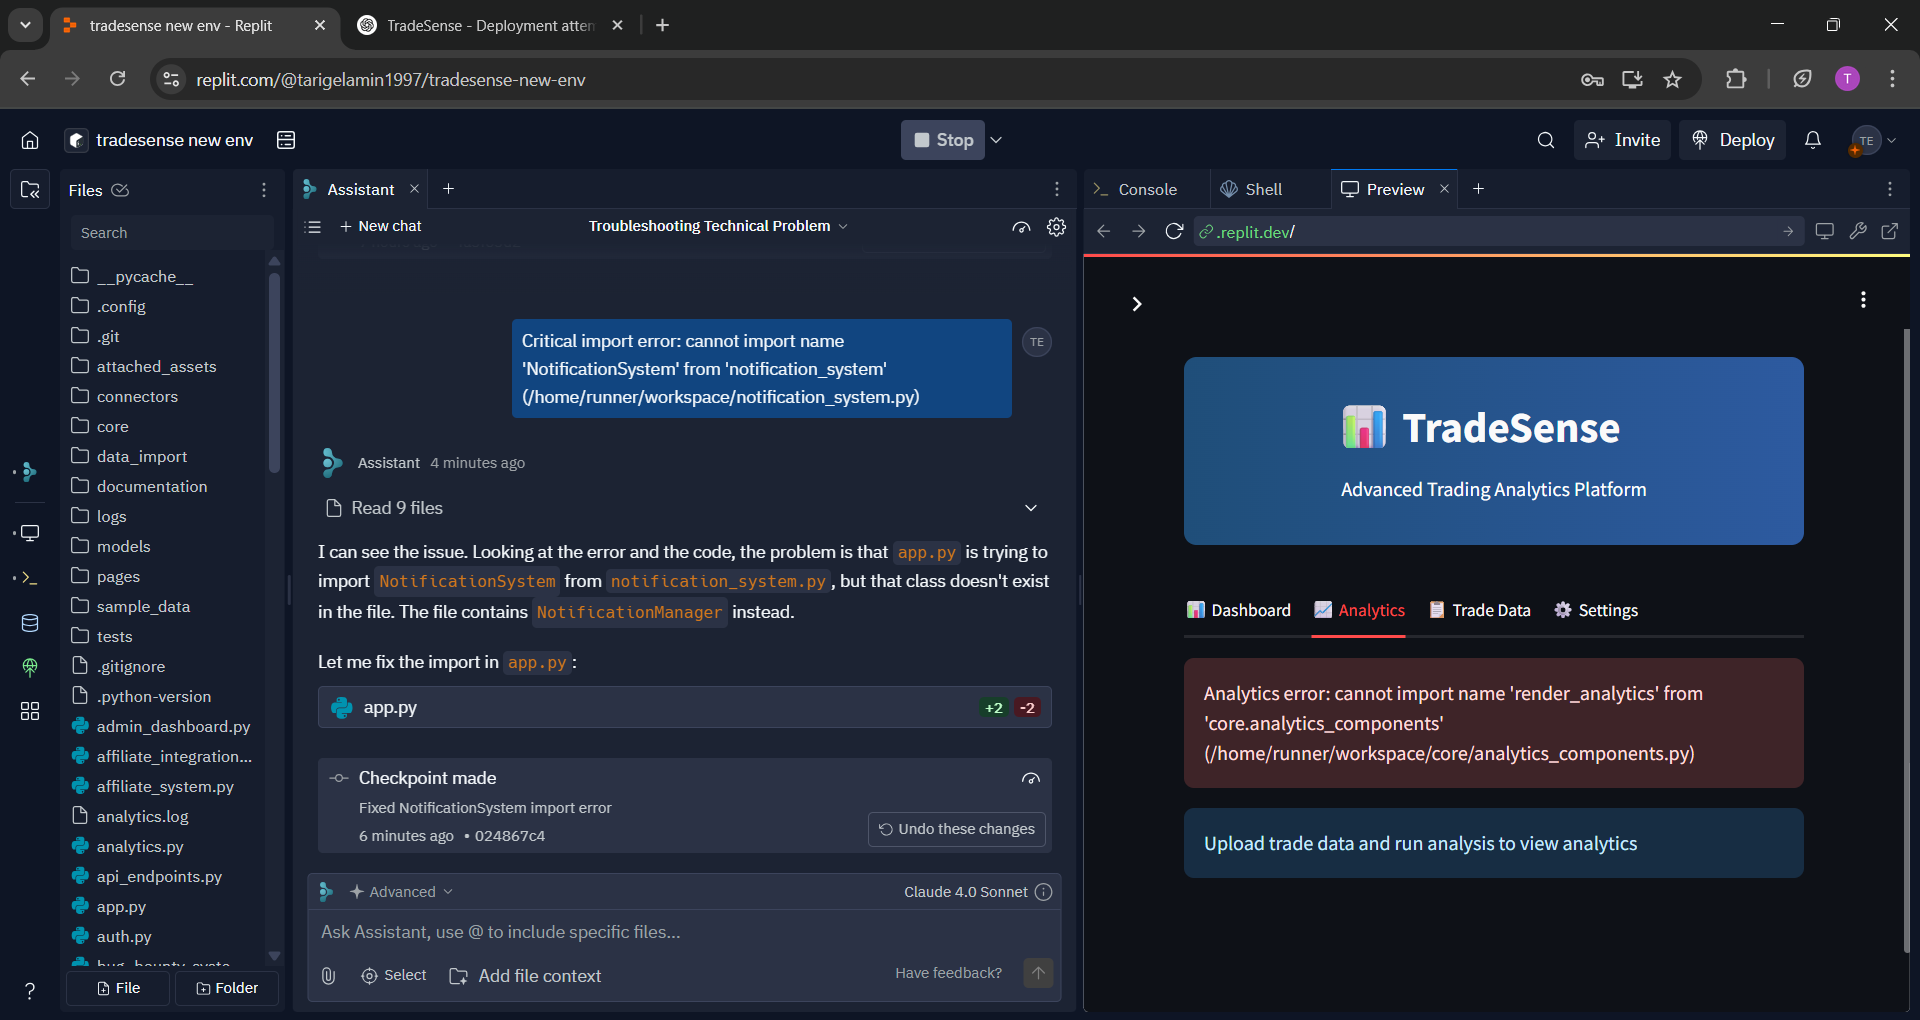 tradesense new env - Replit
TradeSense - Deployment atten
replit.com/@tarigelamin1997/tradesense-new-env
T
tradesense new env
Stop
Invite
Deploy
TE
Files
Search
__pycache__
.config
.git
attached_assets
connectors
core
data_import
documentation
logs
models
pages
sample_data
tests
.gitignore
.python-version
admin_dashboard.py
affiliate_integration...
affiliate_system.py
analytics.log
analytics.py
api_endpoints.py
app.py
auth.py
File
Folder
Assistant
New chat
Troubleshooting Technical Problem
Critical import error: cannot import name
'NotificationSystem' from 'notification_system'
(/home/runner/workspace/notification_system.py)
TE
Assistant 4 minutes ago
Read 9 files
I can see the issue. Looking at the error and the code, the problem is that app.py is trying to
import NotificationSystem from notification_system.py, but that class doesn't exist
in the file. The file contains NotificationManager instead.
Let me fix the import in app.py:
app.py +2 -2
Checkpoint made
Fixed NotificationSystem import error
6 minutes ago • 024867c4
Undo these changes
Advanced
Claude 4.0 Sonnet
Ask Assistant, use @ to include specific files...
Select
Add file context
Have feedback?
Console
Shell
Preview
.replit.dev/
TradeSense
Advanced Trading Analytics Platform
Dashboard
Analytics
Trade Data
Settings
Analytics error: cannot import name 'render_analytics' from
'core.analytics_components'
(/home/runner/workspace/core/analytics_components.py)
Upload trade data and run analysis to view analytics